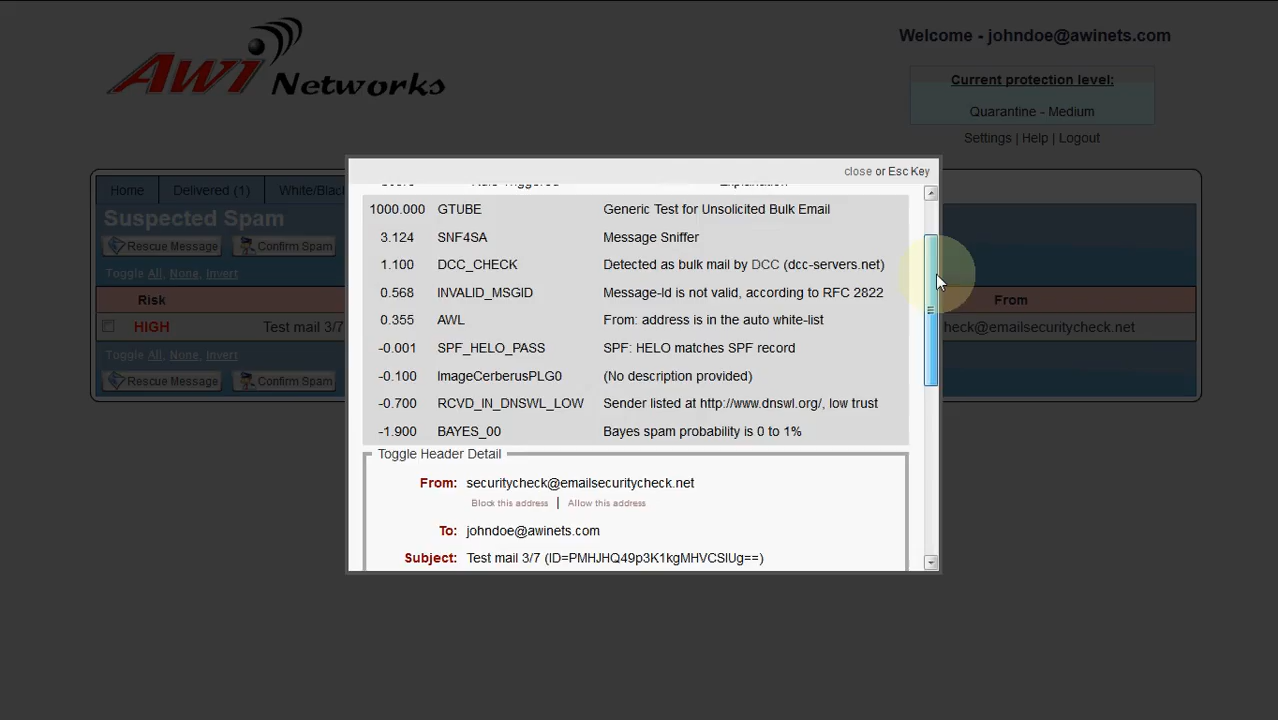 Awi Networks
Welcome - johndoe@awinets.com
Current protection level:
Quarantine - Medium
Settings | Help | Logout
Home Delivered (1) White/Blac
Suspected Spam
Rescue Message Confirm Spam
Toggle All, None, Invert
Risk From
HIGH Test mail 3/7 heck@emailsecuritycheck.net
Toggle All, None, Invert
Rescue Message Confirm Spam
close or Esc Key
Score Rule Triggered Explanation
1000.000 GTUBE Generic Test for Unsolicited Bulk Email
3.124 SNF4SA Message Sniffer
1.100 DCC_CHECK Detected as bulk mail by DCC (dcc-servers.net)
0.568 INVALID_MSGID Message-Id is not valid, according to RFC 2822
0.355 AWL From: address is in the auto white-list
-0.001 SPF_HELO_PASS SPF: HELO matches SPF record
-0.100 ImageCerberusPLG0 (No description provided)
-0.700 RCVD_IN_DNSWL_LOW Sender listed at http://www.dnswl.org/, low trust
-1.900 BAYES_00 Bayes spam probability is 0 to 1%
Toggle Header Detail
From: securitycheck@emailsecuritycheck.net
Block this address | Allow this address
To: johndoe@awinets.com
Subject: Test mail 3/7 (ID=PMHJHQ49p3K1kgMHVCSlUg==)